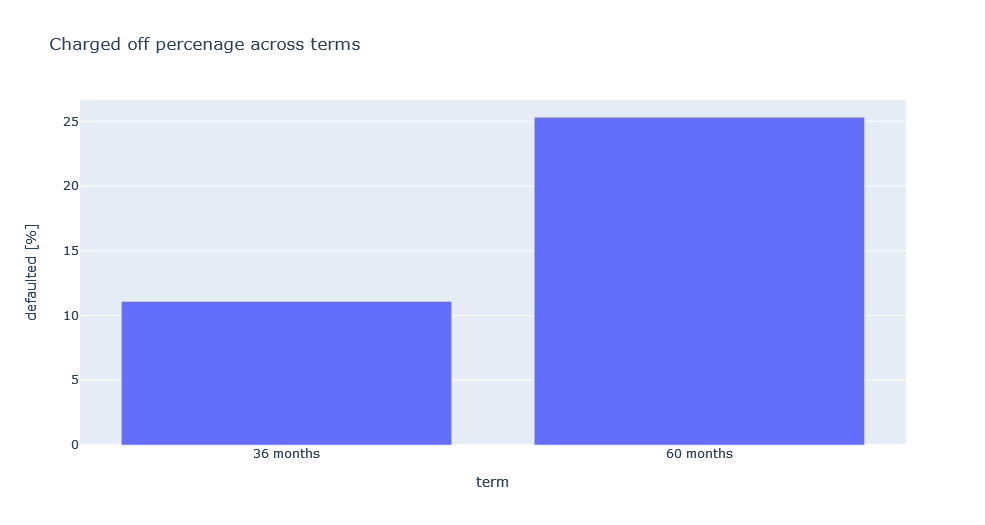 Charged off percenage across terms
defaulted [%]
25
20
15
10
5
0
36 months
60 months
term